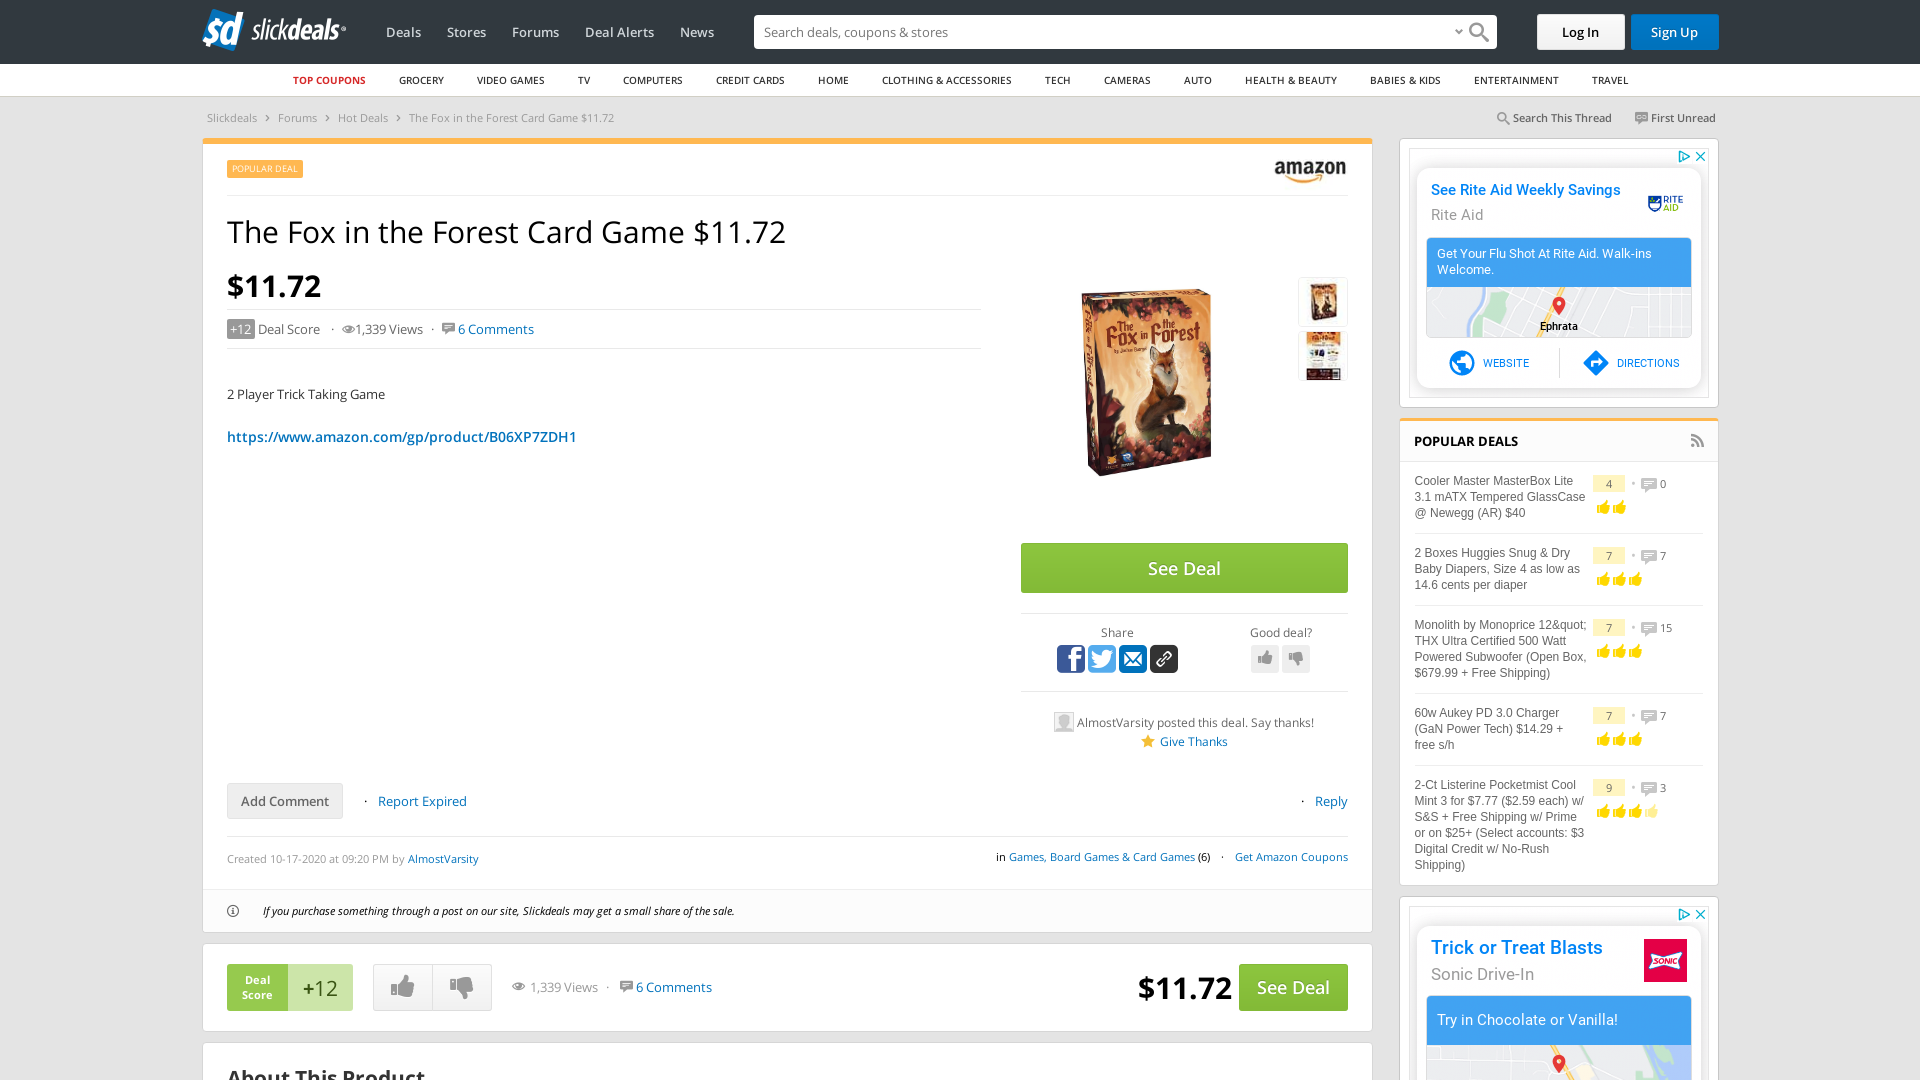 slickdeals
Deals
Stores
Forums
Deal Alerts
News
Search deals, coupons & stores
Log In
Sign Up
TOP COUPONS
GROCERY
VIDEO GAMES
TV
COMPUTERS
CREDIT CARDS
HOME
CLOTHING & ACCESSORIES
TECH
CAMERAS
AUTO
HEALTH & BEAUTY
BABIES & KIDS
ENTERTAINMENT
TRAVEL
Slickdeals > Forums > Hot Deals > The Fox in the Forest Card Game $11.72
Search This Thread
First Unread
POPULAR DEAL
amazon
The Fox in the Forest Card Game $11.72
$11.72
+12 Deal Score · 1,339 Views · 6 Comments
2 Player Trick Taking Game
https://www.amazon.com/gp/product/B06XP7ZDH1
The Fox in the Forest
See Deal
Share
Good deal?
AlmostVarsity posted this deal. Say thanks!
Give Thanks
Add Comment
· Report Expired
· Reply
Created 10-17-2020 at 09:20 PM by AlmostVarsity
in Games, Board Games & Card Games (6) · Get Amazon Coupons
If you purchase something through a post on our site, Slickdeals may get a small share of the sale.
Deal
Score
+12
1,339 Views · 6 Comments
$11.72
See Deal
About This Product
See Rite Aid Weekly Savings
Rite Aid
RITE
AID
Get Your Flu Shot At Rite Aid. Walk-ins
Welcome.
Ephrata
WEBSITE
DIRECTIONS
POPULAR DEALS
Cooler Master MasterBox Lite
3.1 mATX Tempered GlassCase
@ Newegg (AR) $40
4 • 0
2 Boxes Huggies Snug & Dry
Baby Diapers, Size 4 as low as
14.6 cents per diaper
7 • 7
Monolith by Monoprice 12&quot;
THX Ultra Certified 500 Watt
Powered Subwoofer (Open Box,
$679.99 + Free Shipping)
7 • 15
60w Aukey PD 3.0 Charger
(GaN Power Tech) $14.29 +
free s/h
7 • 7
2-Ct Listerine Pocketmist Cool
Mint 3 for $7.77 ($2.59 each) w/
S&S + Free Shipping w/ Prime
or on $25+ (Select accounts: $3
Digital Credit w/ No-Rush
Shipping)
9 • 3
Trick or Treat Blasts
Sonic Drive-In
SONIC
Try in Chocolate or Vanilla!